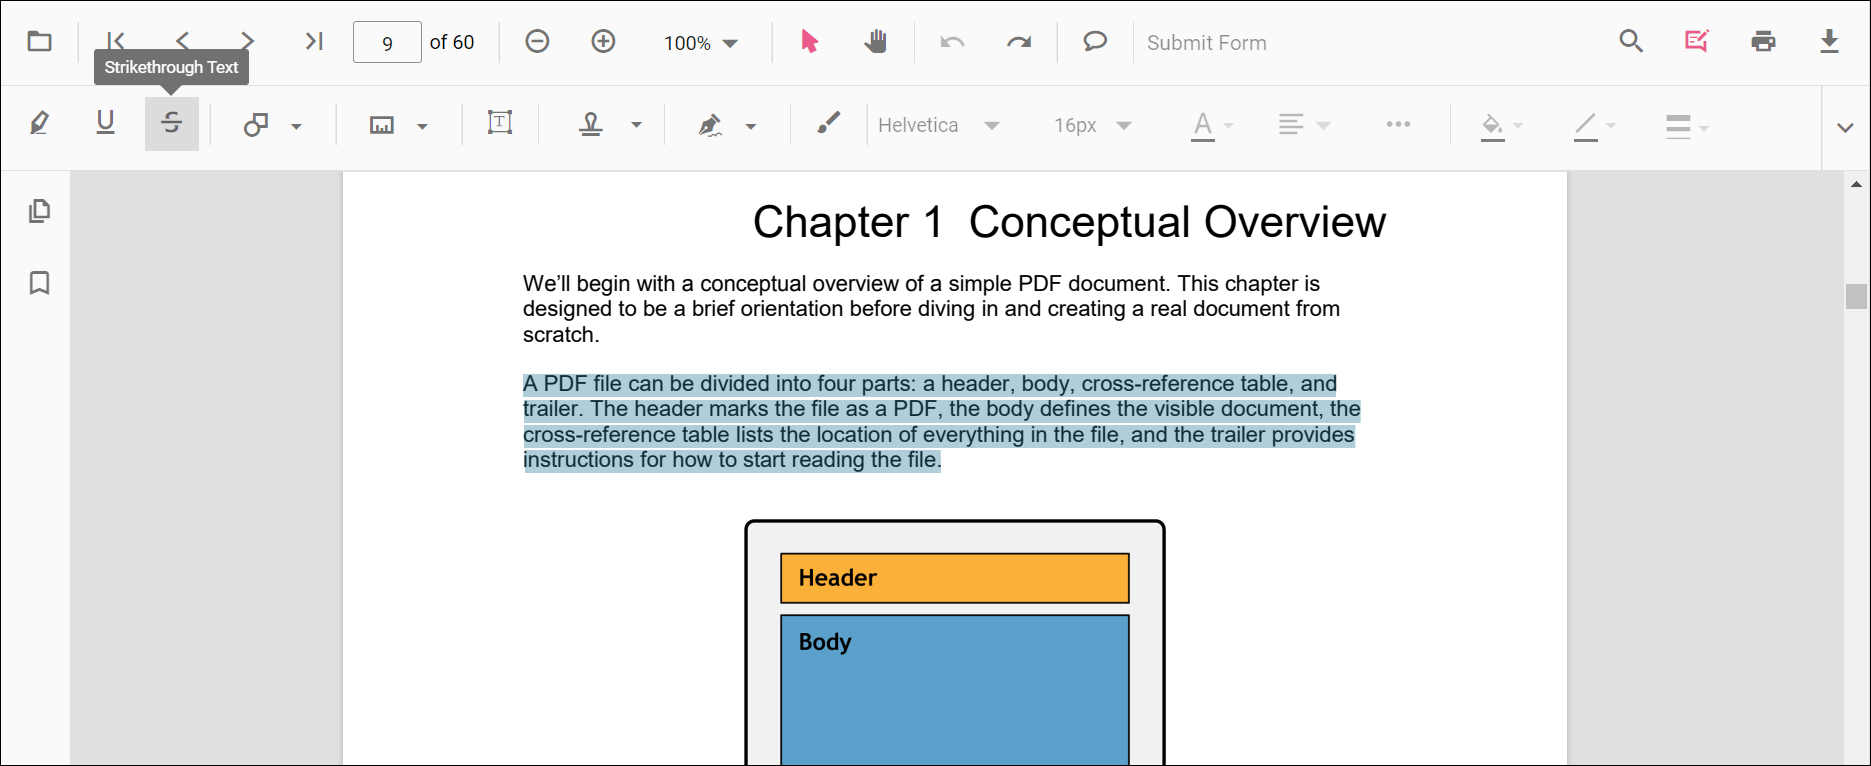 9 of 60
100%
Submit Form
Strikethrough Text
U S T Helvetica 16px A
Chapter 1 Conceptual Overview
We’ll begin with a conceptual overview of a simple PDF document. This chapter is
designed to be a brief orientation before diving in and creating a real document from
scratch.
A PDF file can be divided into four parts: a header, body, cross-reference table, and
trailer. The header marks the file as a PDF, the body defines the visible document, the
cross-reference table lists the location of everything in the file, and the trailer provides
instructions for how to start reading the file.
Header
Body